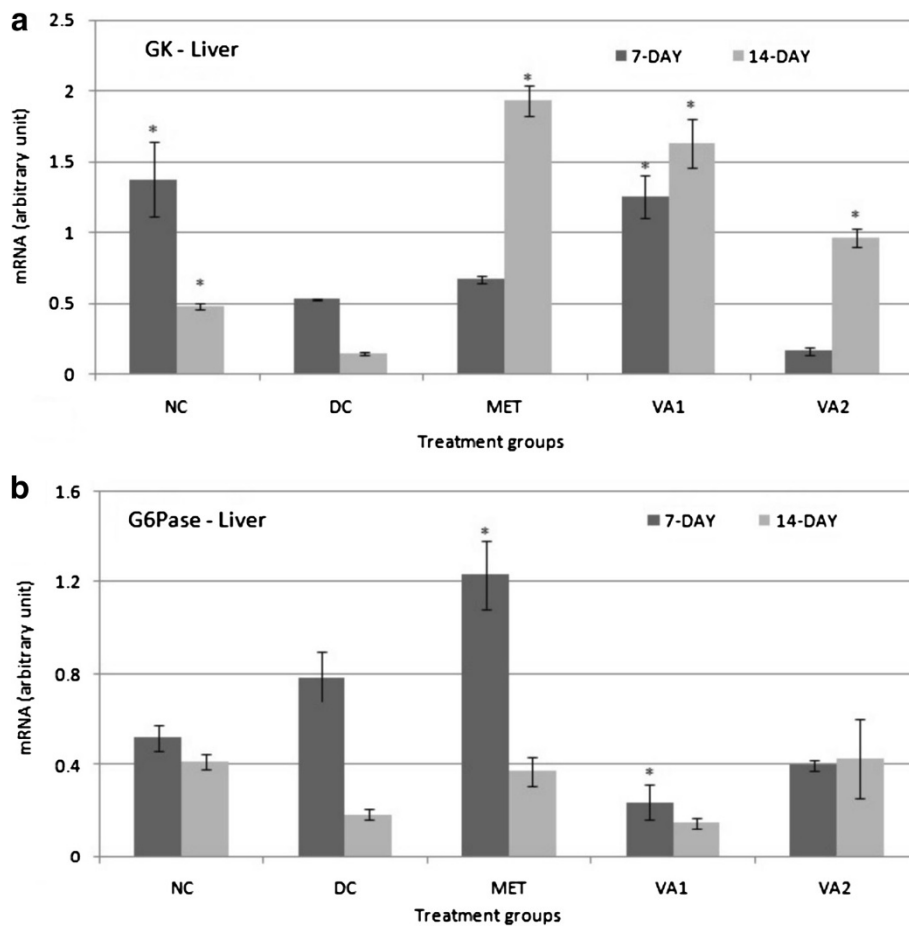 a
GK - Liver
7-DAY 14-DAY
2.5
2
1.5
1
0.5
0
mRNA (arbitrary unit)
* * * * * *
NC DC MET VA1 VA2
Treatment groups
b
G6Pase - Liver
7-DAY 14-DAY
1.6
1.2
0.8
0.4
0
mRNA (arbitrary unit)
* *
NC DC MET VA1 VA2
Treatment groups